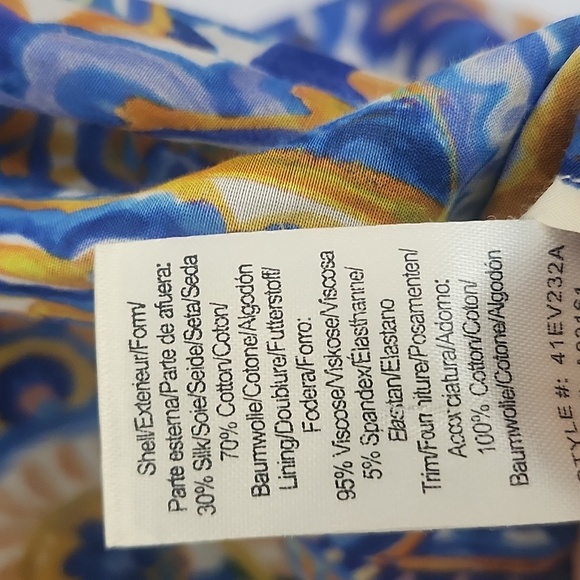 Shell/Exterieur/Form/
Parte esterna/Parte de afuera:
30% Silk/Soie/Seide/Seta/Seda
70% Cotton/Coton/
Baumwolle/Cotone/Algodón
Lining/Doublure/Futterstoff/
Fodera/Forro:
95% Viscose/Viskose/Viscosa
5% Spandex/Élasthanne/
Elastan/Elastano
Trim/Fourniture/Posamenten/
Accorciatura/Adorno:
100% Cotton/Coton/
Baumwolle/Cotone/Algodón
STYLE #: 41EV232A